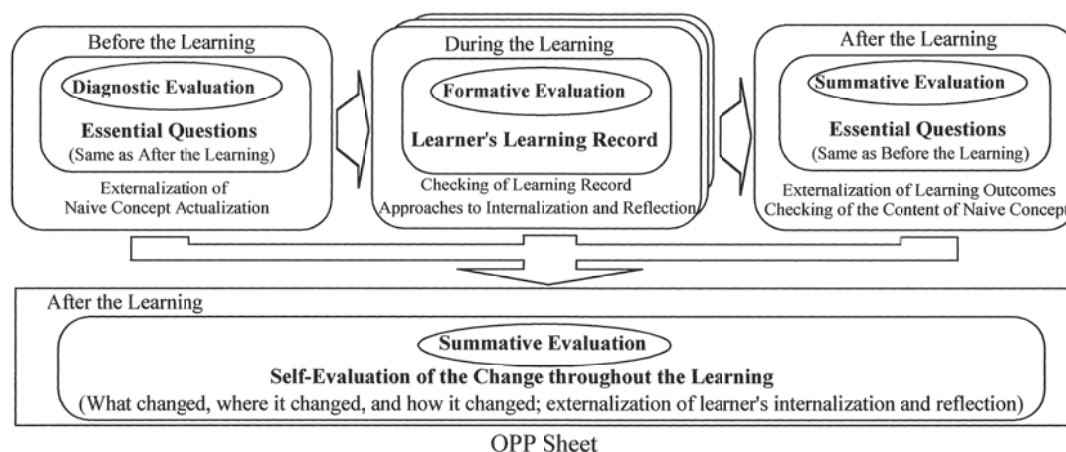 Before the Learning
Diagnostic Evaluation
Essential Questions
(Same as After the Learning)
Externalization of
Naive Concept Actualization
During the Learning
Formative Evaluation
Learner's Learning Record
Checking of Learning Record
Approaches to Internalization and Reflection
After the Learning
Summative Evaluation
Essential Questions
(Same as Before the Learning)
Externalization of Learning Outcomes
Checking of the Content of Naive Concept
After the Learning
Summative Evaluation
Self-Evaluation of the Change throughout the Learning
(What changed, where it changed, and how it changed; externalization of learner's internalization and reflection)
OPP Sheet